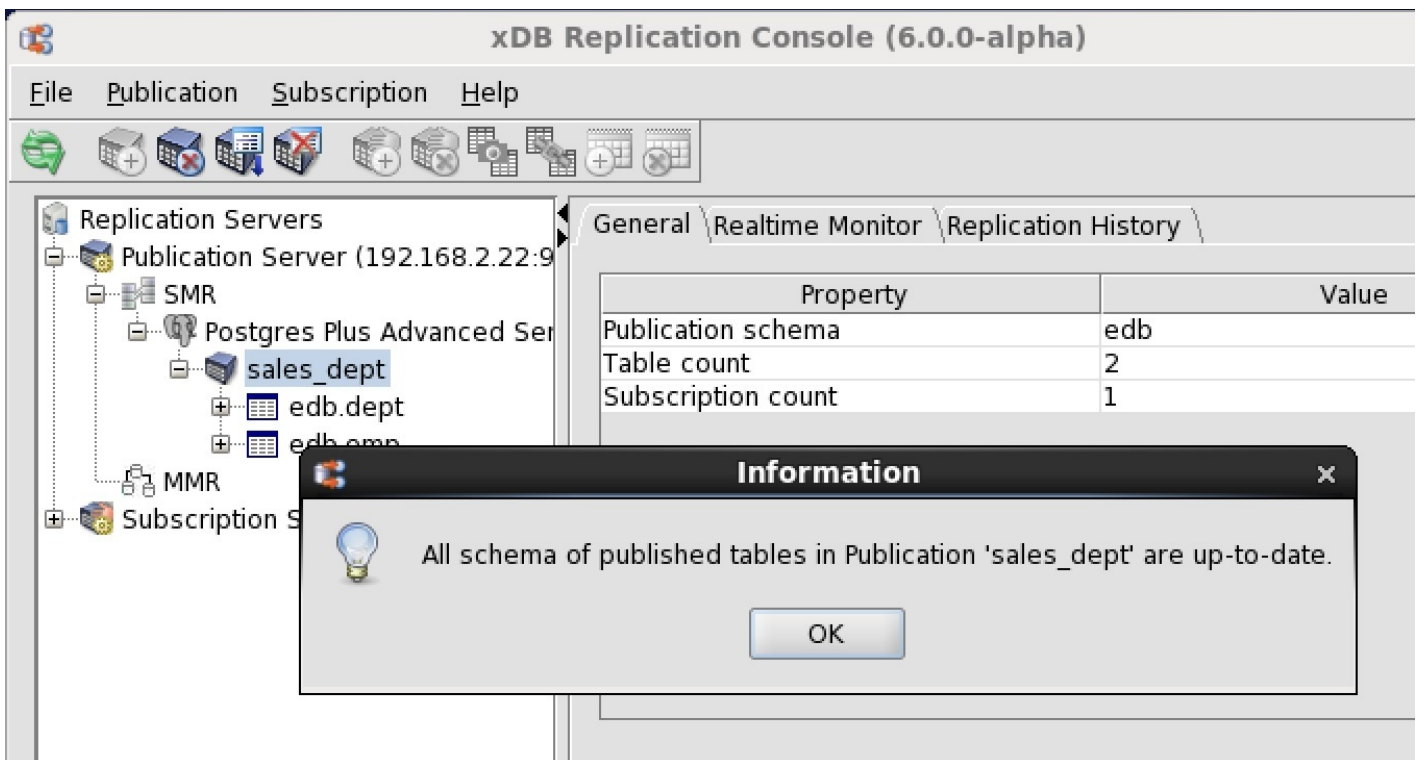 xDB Replication Console (6.0.0-alpha)
File Publication Subscription Help
Replication Servers
Publication Server (192.168.2.22:9
SMR
Postgres Plus Advanced Ser
sales_dept
edb.dept
edb.emp
MMR
Subscription S
General Realtime Monitor Replication History
Property Value
Publication schema edb
Table count 2
Subscription count 1
Information
All schema of published tables in Publication 'sales_dept' are up-to-date.
OK